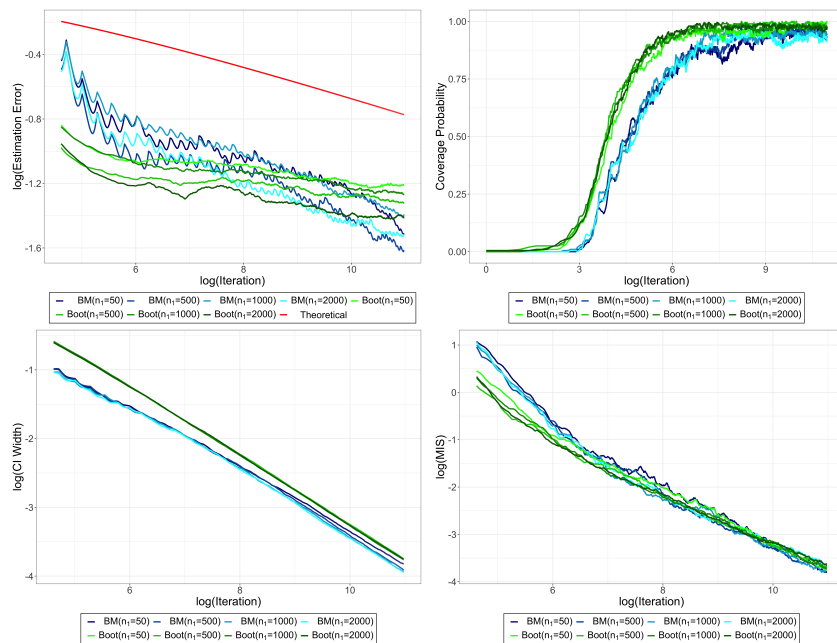 log(Estimation Error)
-0.4
-0.8
-1.2
-1.6
6 8 10
log(Iteration)
BM(n₁=50) BM(n₁=500) BM(n₁=1000) BM(n₁=2000) Boot(n₁=50)
Boot(n₁=500) Boot(n₁=1000) Boot(n₁=2000) Theoretical
Coverage Probability
1.00
0.75
0.50
0.25
0.00
0 3 6 9
log(Iteration)
BM(n₁=50) BM(n₁=500) BM(n₁=1000) BM(n₁=2000)
Boot(n₁=50) Boot(n₁=500) Boot(n₁=1000) Boot(n₁=2000)
log(CI Width)
-1
-2
-3
-4
6 8 10
log(Iteration)
BM(n₁=50) BM(n₁=500) BM(n₁=1000) BM(n₁=2000)
Boot(n₁=50) Boot(n₁=500) Boot(n₁=1000) Boot(n₁=2000)
log(MIS)
1
0
-1
-2
-3
-4
6 8 10
log(Iteration)
BM(n₁=50) BM(n₁=500) BM(n₁=1000) BM(n₁=2000)
Boot(n₁=50) Boot(n₁=500) Boot(n₁=1000) Boot(n₁=2000)